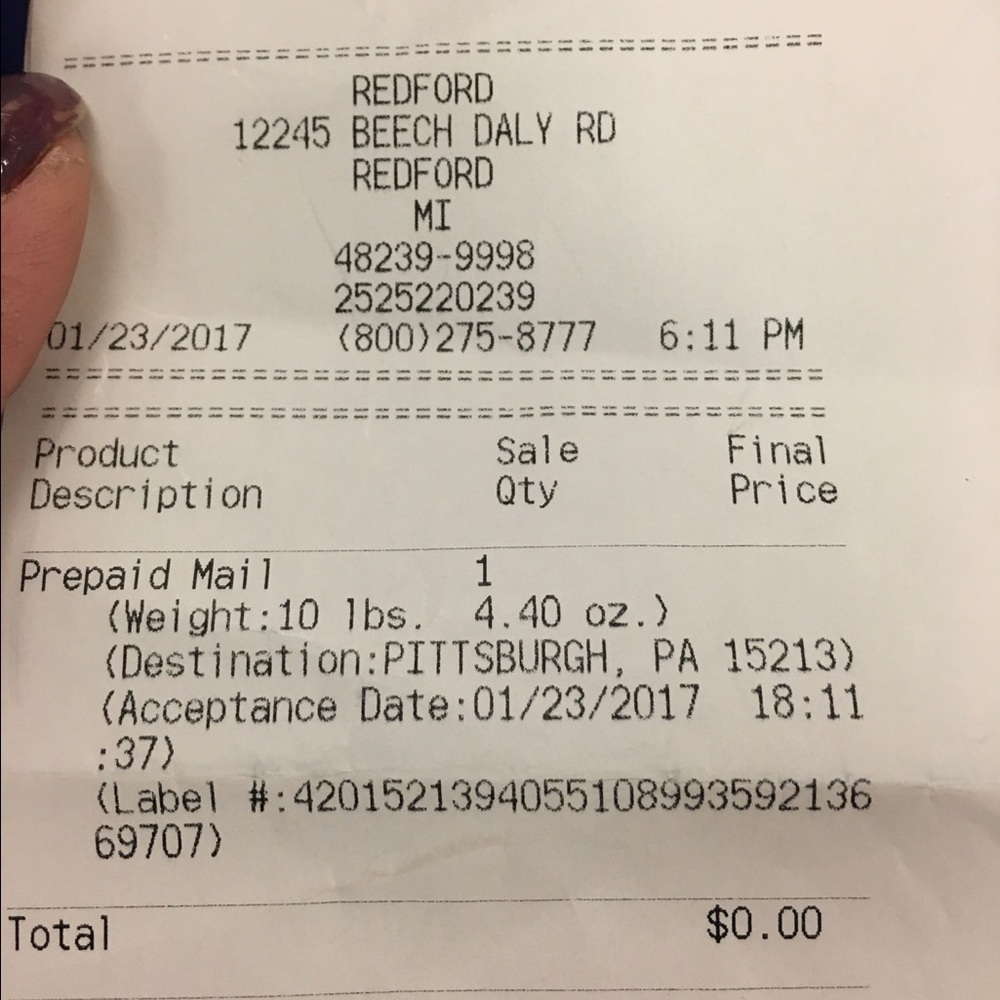 REDFORD
12245 BEECH DALY RD
REDFORD
MI
48239-9998
2525220239
01/23/2017 (800)275-8777 6:11 PM
Product Sale Final
Description Qty Price
Prepaid Mail 1
(Weight:10 lbs. 4.40 oz.)
(Destination:PITTSBURGH, PA 15213)
(Acceptance Date:01/23/2017 18:11
:37)
(Label #:4201521394055108993592136
69707)
Total $0.00